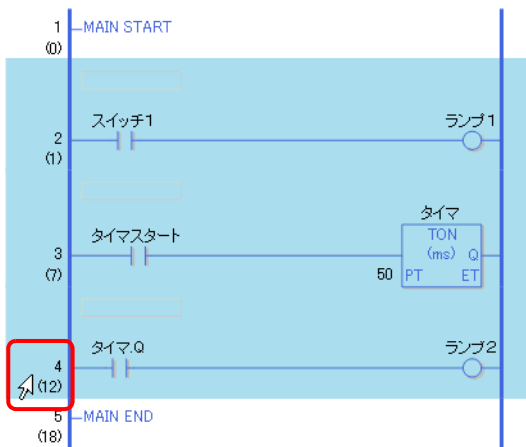 1 MAIN START
(0)
スイッチ1 ランプ1
2
(1)
タイマ
タイマスタート TON
3 (ms) Q
(7) 50 PT ET
タイマ.Q ランプ2
4
(12)
5 MAIN END
(18)